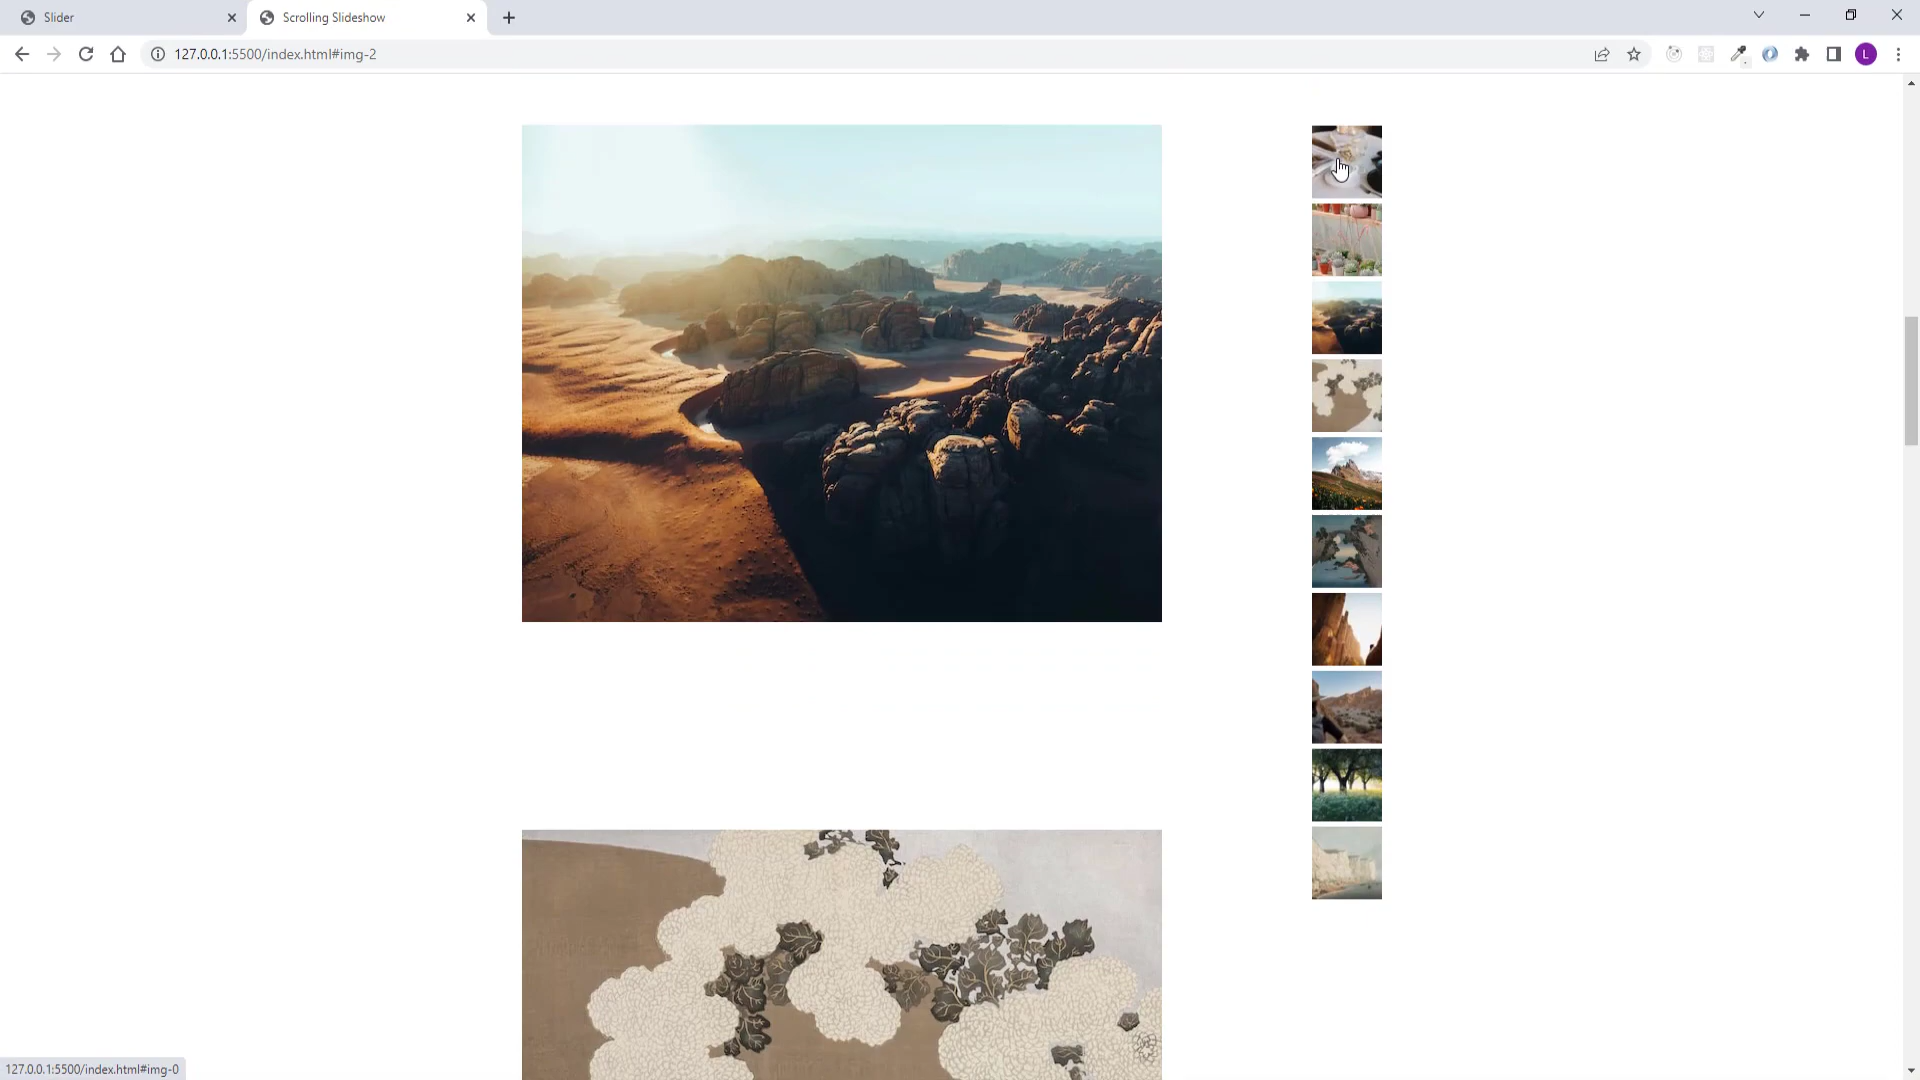 Slider
Scrolling Slideshow
127.0.0.1:5500/index.html#img-2
L
127.0.0.1:5500/index.html#img-0